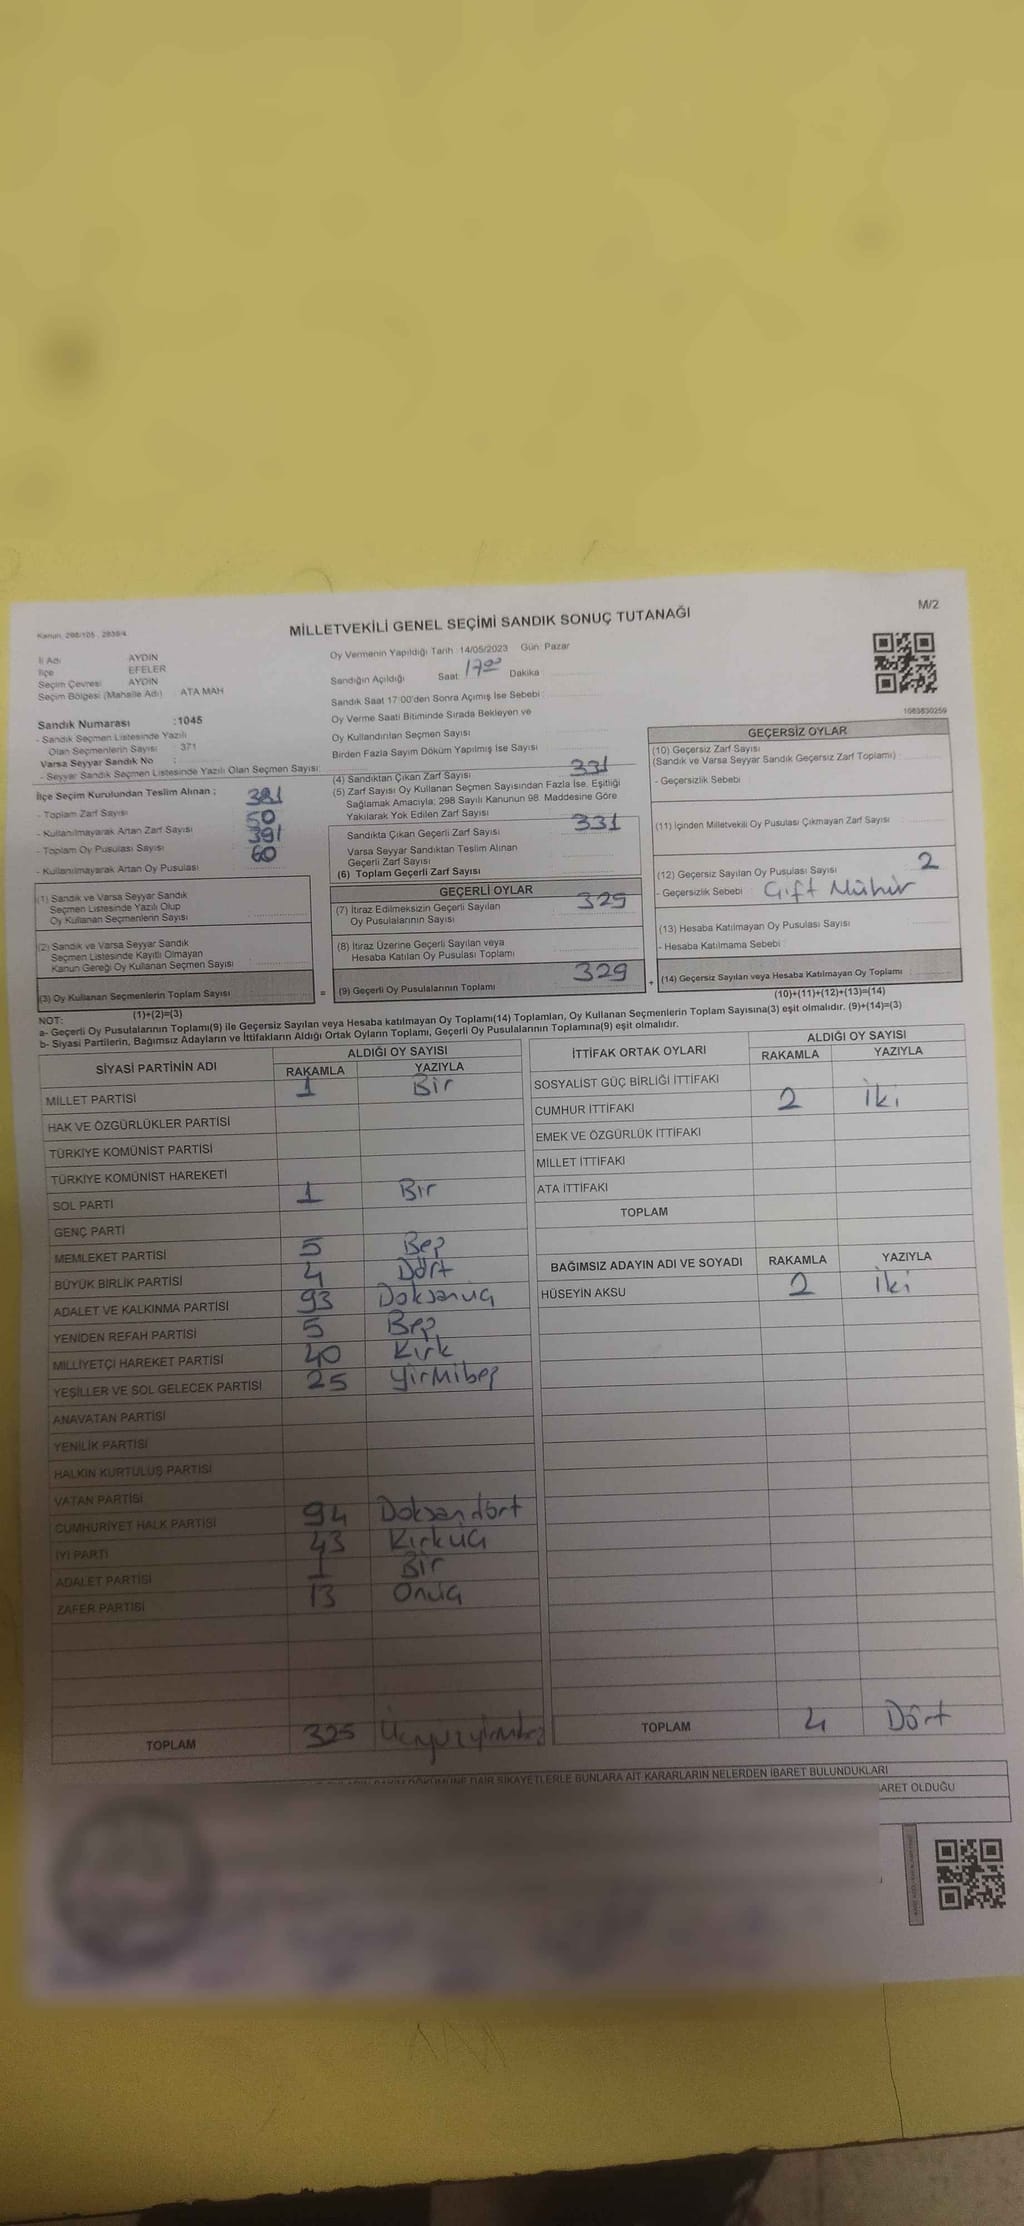 M/2
Kanun: 298/105, 2839/4
MİLLETVEKİLİ GENEL SEÇİMİ SANDIK SONUÇ TUTANAĞI
İl Adı AYDIN
İlçe EFELER
Seçim Çevresi AYDIN
Seçim Bölgesi (Mahalle Adı) : ATA MAH
Sandık Numarası :1045
- Sandık Seçmen Listesinde Yazılı
Olan Seçmenlerin Sayısı : 371
Varsa Seyyar Sandık No :
- Seyyar Sandık Seçmen Listesinde Yazılı Olan Seçmen Sayısı:
Oy Vermenin Yapıldığı Tarih :14/05/2023 Gün: Pazar
Sandığın Açıldığı Saat: 17:00 Dakika
Sandık Saat 17:00'den Sonra Açımış İse Sebebi :
Oy Verme Saati Bitiminde Sırada Bekleyen ve
Oy Kullandırılan Seçmen Sayısı
Birden Fazla Sayım Döküm Yapılmış İse Sayısı
1083830259
İlçe Seçim Kurulundan Teslim Alınan ;
- Toplam Zarf Sayısı 381
- Kullanılmayarak Artan Zarf Sayısı 50
- Toplam Oy Pusulası Sayısı 391
- Kullanılmayarak Artan Oy Pusulası 60
(1) Sandık ve Varsa Seyyar Sandık
Seçmen Listesinde Yazılı Olup
Oy Kullanan Seçmenlerin Sayısı
(2) Sandık ve Varsa Seyyar Sandık
Seçmen Listesinde Kayıtlı Olmayan
Kanun Gereği Oy Kullanan Seçmen Sayısı
(3) Oy Kullanan Seçmenlerin Toplam Sayısı
(1)+(2)=(3)
(4) Sandıktan Çıkan Zarf Sayısı 331
(5) Zarf Sayısı Oy Kullanan Seçmen Sayısından Fazla İse, Eşitliği
Sağlamak Amacıyla; 298 Sayılı Kanunun 98. Maddesine Göre
Yakılarak Yok Edilen Zarf Sayısı
Sandıkta Çıkan Geçerli Zarf Sayısı 331
Varsa Seyyar Sandıktan Teslim Alınan
Geçerli Zarf Sayısı
(6) Toplam Geçerli Zarf Sayısı
GEÇERLİ OYLAR
(7) İtiraz Edilmeksizin Geçerli Sayılan 329
Oy Pusulalarının Sayısı
(8) İtiraz Üzerine Geçerli Sayılan veya
Hesaba Katılan Oy Pusulası Toplamı
= (9) Geçerli Oy Pusulalarının Toplamı 329 +
GEÇERSİZ OYLAR
(10) Geçersiz Zarf Sayısı
(Sandık ve Varsa Seyyar Sandık Geçersiz Zarf Toplamı)
- Geçersizlik Sebebi :
(11) İçinden Milletvekili Oy Pusulası Çıkmayan Zarf Sayısı
(12) Geçersiz Sayılan Oy Pusulası Sayısı 2
- Geçersizlik Sebebi : Çift Mühür
(13) Hesaba Katılmayan Oy Pusulası Sayısı
- Hesaba Katılmama Sebebi
(14) Geçersiz Sayılan veya Hesaba Katılmayan Oy Toplamı
(10)+(11)+(12)+(13)=(14)
NOT:
a- Geçerli Oy Pusulalarının Toplamı(9) ile Geçersiz Sayılan veya Hesaba katılmayan Oy Toplamı(14) Toplamları, Oy Kullanan Seçmenlerin Toplam Sayısına(3) eşit olmalıdır. (9)+(14)=(3)
b- Siyasi Partilerin, Bağımsız Adayların ve İttifakların Aldığı Ortak Oyların Toplamı, Geçerli Oy Pusulalarının Toplamına(9) eşit olmalıdır.
SİYASİ PARTİNİN ADI ALDIĞI OY SAYISI
RAKAMLA YAZIYLA
MİLLET PARTİSİ 1 Bir
HAK VE ÖZGÜRLÜKLER PARTİSİ
TÜRKİYE KOMÜNİST PARTİSİ
TÜRKİYE KOMÜNİST HAREKETİ
SOL PARTİ 1 Bir
GENÇ PARTİ
MEMLEKET PARTİSİ 5 Beş
BÜYÜK BİRLİK PARTİSİ 4 Dört
ADALET VE KALKINMA PARTİSİ 93 Doksanüç
YENİDEN REFAH PARTİSİ 5 Beş
MİLLİYETÇİ HAREKET PARTİSİ 40 Kırk
YEŞİLLER VE SOL GELECEK PARTİSİ 25 Yirmibeş
ANAVATAN PARTİSİ
YENİLİK PARTİSİ
HALKIN KURTULUŞ PARTİSİ
VATAN PARTİSİ
CUMHURİYET HALK PARTİSİ 94 Doksandört
İYİ PARTİ 43 Kırküç
ADALET PARTİSİ 1 Bir
ZAFER PARTİSİ 13 Onüç
TOPLAM 325 Üçyüzyirmibeş
İTTİFAK ORTAK OYLARI ALDIĞI OY SAYISI
RAKAMLA YAZIYLA
SOSYALİST GÜÇ BİRLİĞİ İTTİFAKI
CUMHUR İTTİFAKI 2 İki
EMEK VE ÖZGÜRLÜK İTTİFAKI
MİLLET İTTİFAKI
ATA İTTİFAKI
TOPLAM
BAĞIMSIZ ADAYIN ADI VE SOYADI RAKAMLA YAZIYLA
HÜSEYİN AKSU 2 İki
TOPLAM 4 Dört
DÖKÜMÜNE DAİR ŞİKAYETLERLE BUNLARA AİT KARARLARIN NELERDEN İBARET BULUNDUKLARI
OLDUĞU